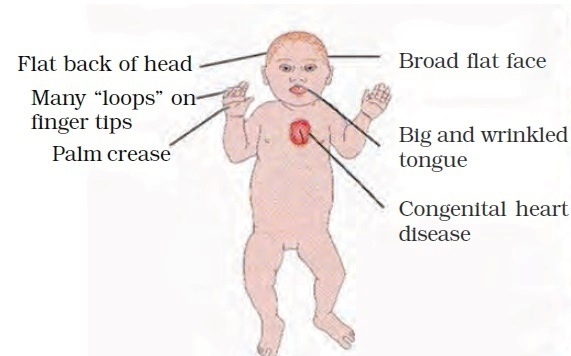 Flat back of head
Many “loops” on
finger tips
Palm crease
Broad flat face
Big and wrinkled
tongue
Congenital heart
disease